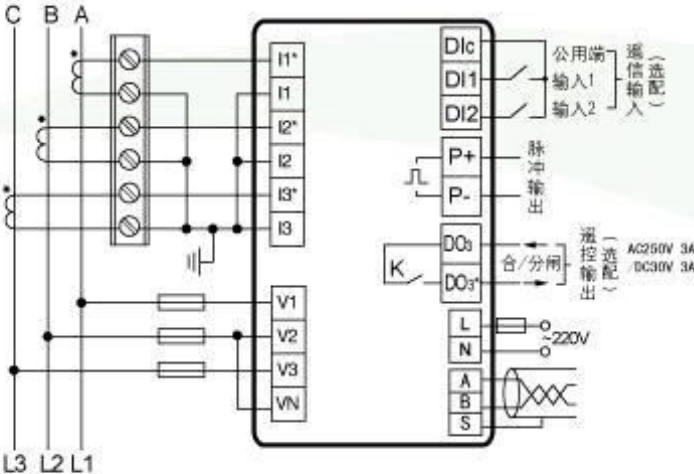 C B A
I1*
I1
I2*
I2
I3*
I3
V1
V2
V3
VN
L3 L2 L1
DIc
DI1
DI2
公用端
输入1
输入2
遥信输入
(选配)
P+
P-
脉冲输出
DO3
DO3*
K
合/分闸
遥控输出
(选配)
AC250V 3A
/DC30V 3A
L
N
~220V
A
B
S